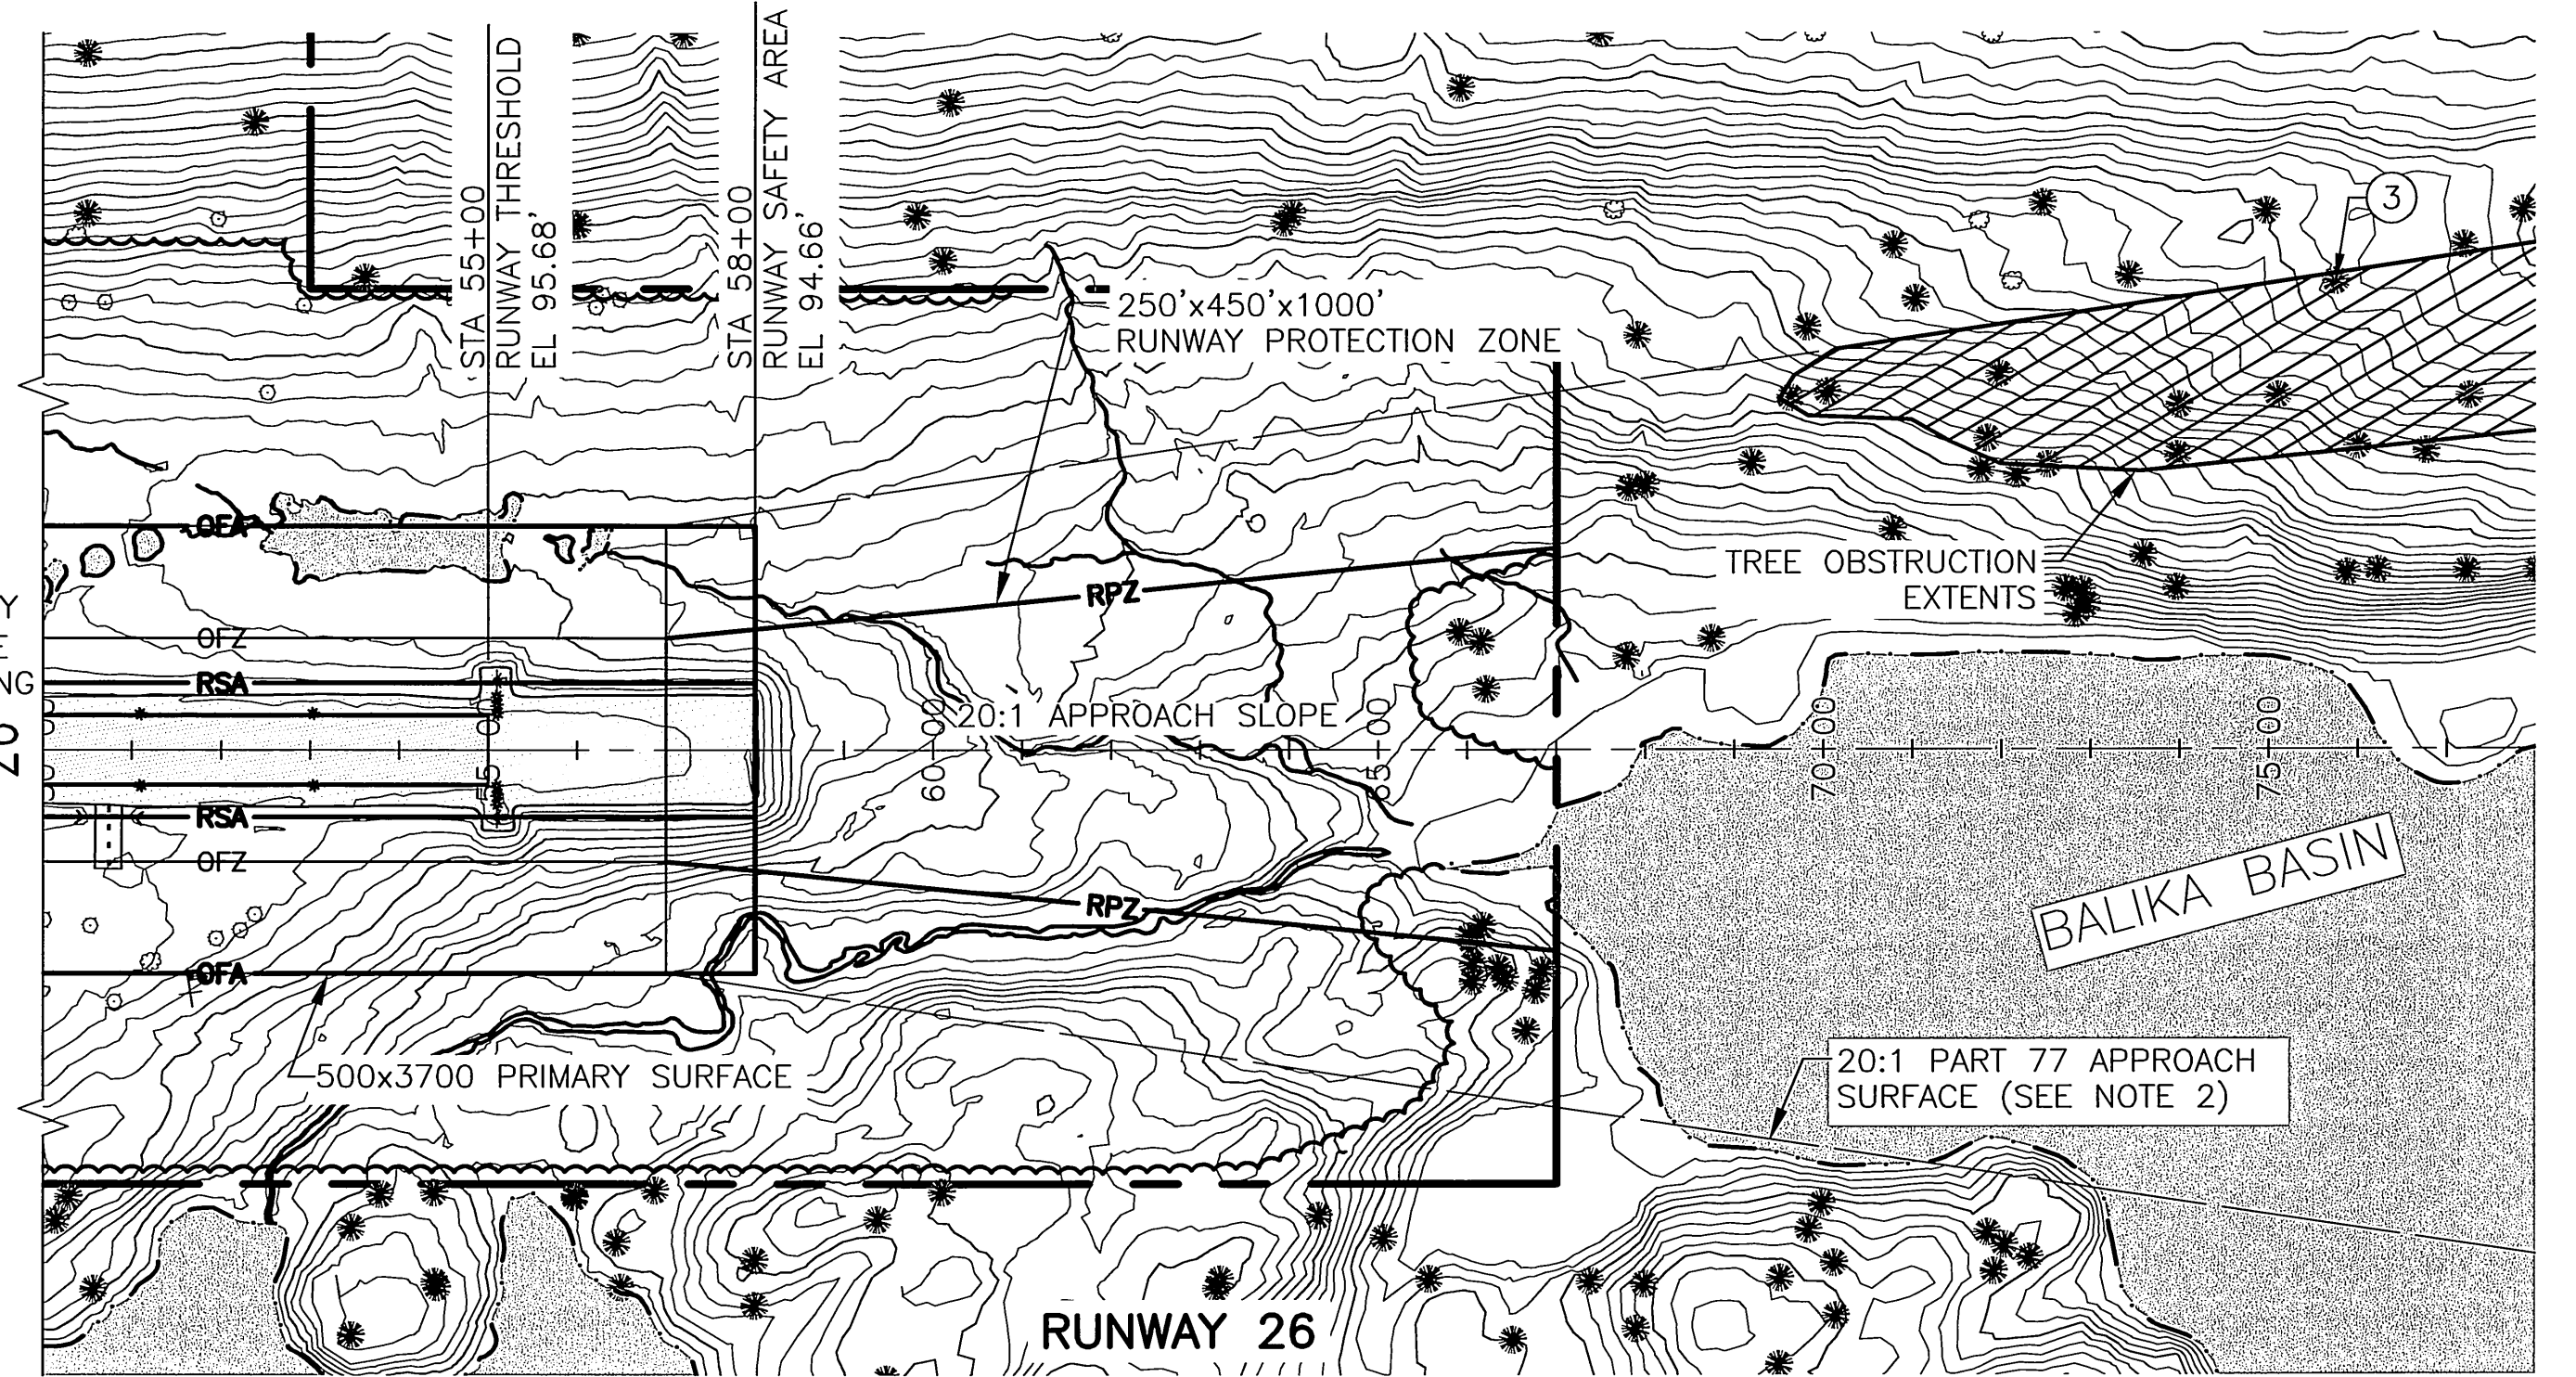 STA 55+00
RUNWAY THRESHOLD
EL 95.68'
STA 58+00
RUNWAY SAFETY AREA
EL 94.66'
3
250'x450'x1000'
RUNWAY PROTECTION ZONE
OFA
TREE OBSTRUCTION
EXTENTS
RPZ
OFZ
RSA
20:1 APPROACH SLOPE
60+00
65+00
70+00
75+00
RSA
OFZ
RPZ
BALIKA BASIN
OFA
500x3700 PRIMARY SURFACE
20:1 PART 77 APPROACH
SURFACE (SEE NOTE 2)
RUNWAY 26